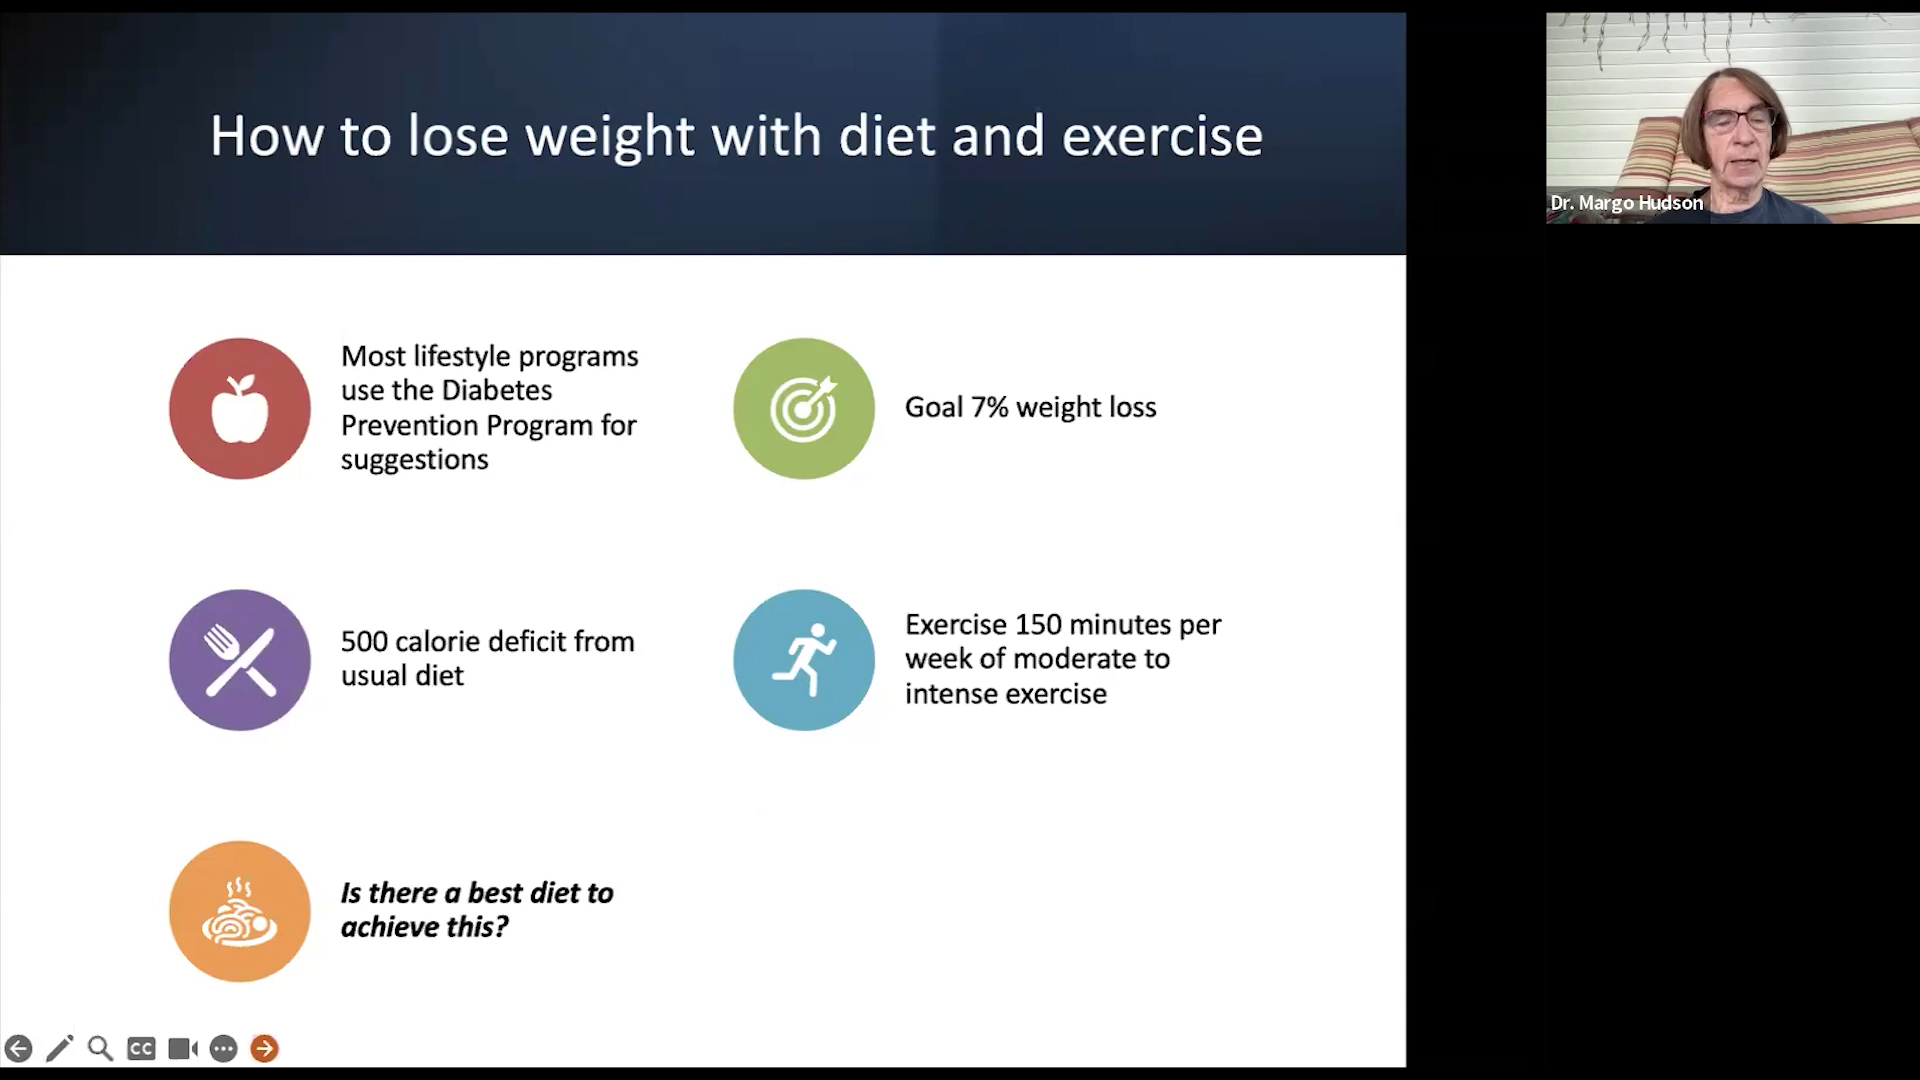 How to lose weight with diet and exercise
Dr. Margo Hudson
Most lifestyle programs
use the Diabetes
Prevention Program for
suggestions
Goal 7% weight loss
500 calorie deficit from
usual diet
Exercise 150 minutes per
week of moderate to
intense exercise
Is there a best diet to
achieve this?
CC